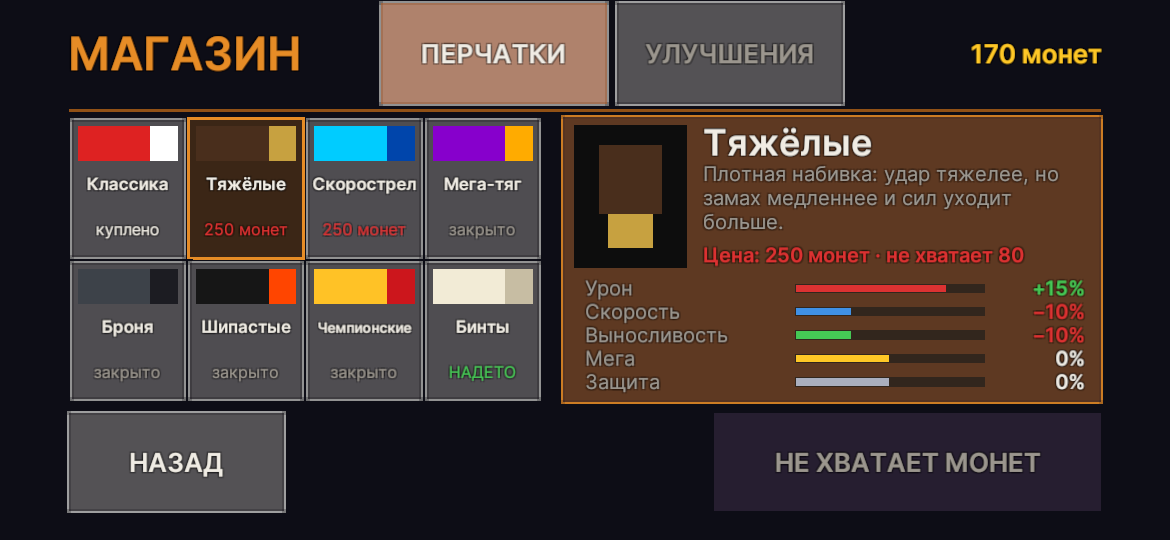 МАГАЗИН
ПЕРЧАТКИ
УЛУЧШЕНИЯ
170 монет
Классика
куплено
Тяжёлые
250 монет
Скорострел
250 монет
Мега-тяг
закрыто
Броня
закрыто
Шипастые
закрыто
Чемпионские
закрыто
Бинты
НАДЕТО
Тяжёлые
Плотная набивка: удар тяжелее, но
замах медленнее и сил уходит
больше.
Цена: 250 монет · не хватает 80
Урон +15%
Скорость −10%
Выносливость −10%
Мега 0%
Защита 0%
НАЗАД
НЕ ХВАТАЕТ МОНЕТ